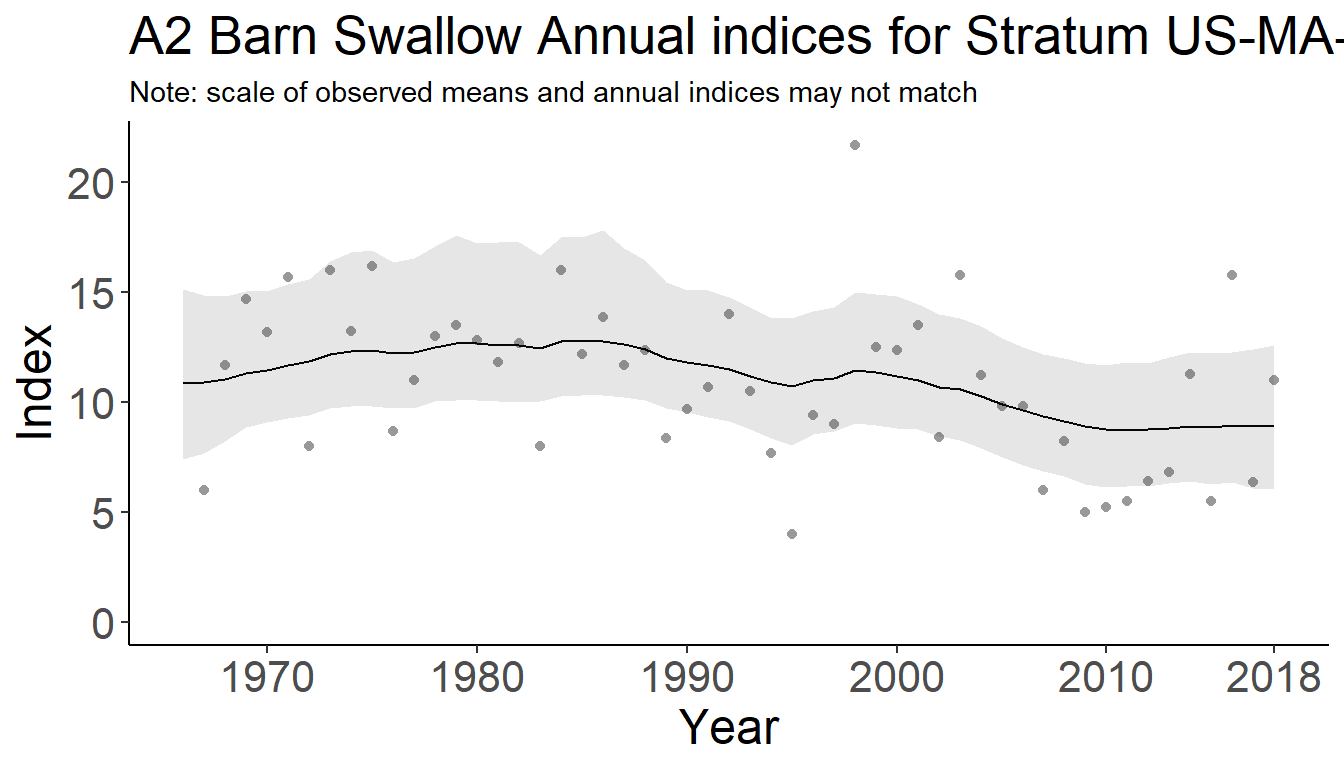 A2 Barn Swallow Annual indices for Stratum US-MA-
Note: scale of observed means and annual indices may not match
20
15
10
5
0
Index
1970 1980 1990 2000 2010 2018
Year